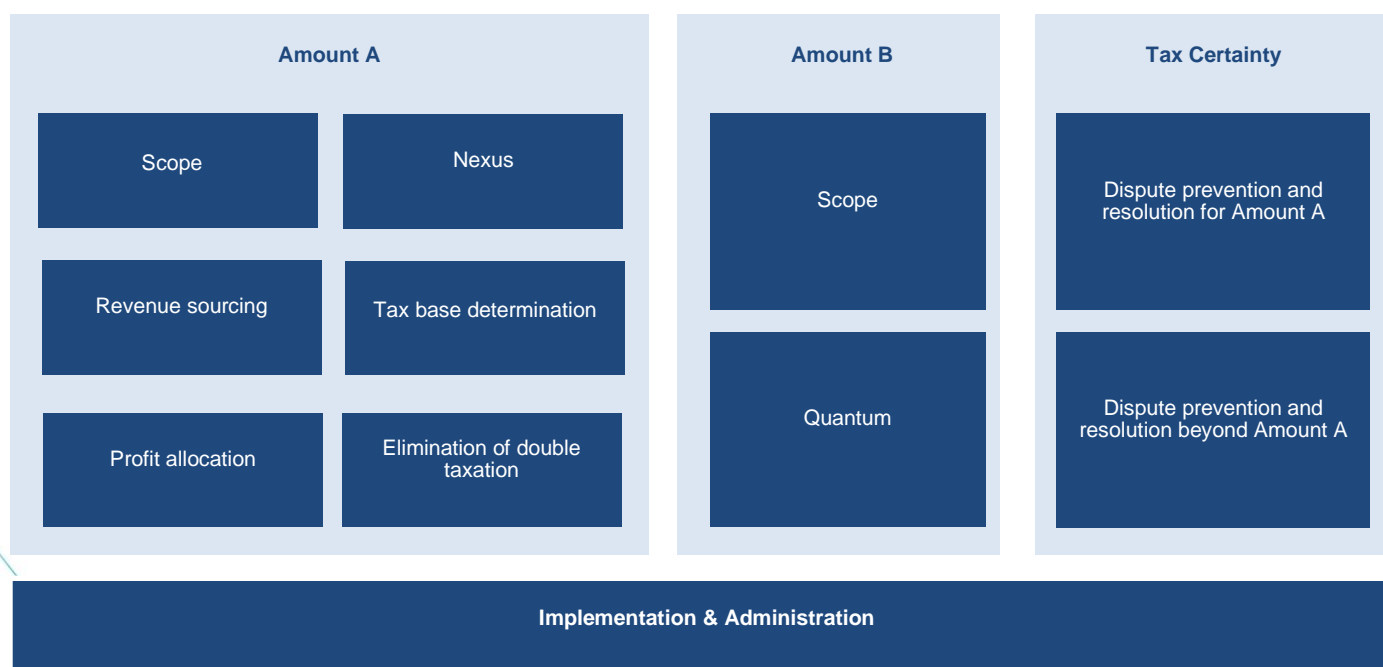 Amount A
Scope
Nexus
Revenue sourcing
Tax base determination
Profit allocation
Elimination of double
taxation
Amount B
Scope
Quantum
Tax Certainty
Dispute prevention and
resolution for Amount A
Dispute prevention and
resolution beyond Amount A
Implementation & Administration